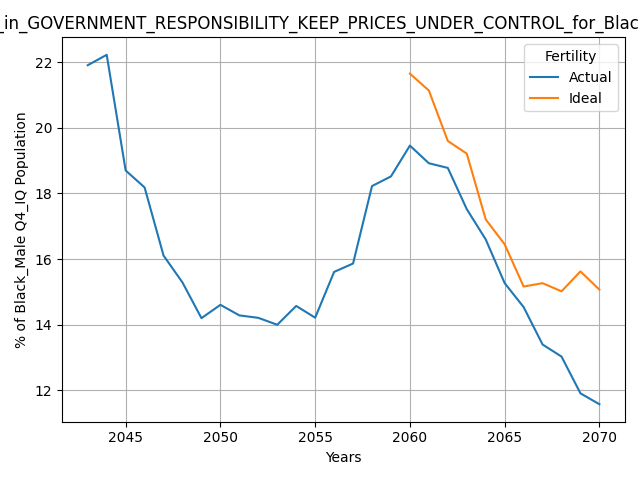 _in_GOVERNMENT_RESPONSIBILITY_KEEP_PRICES_UNDER_CONTROL_for_Blac
Fertility
Actual
Ideal
% of Black_Male Q4_IQ Population
22
20
18
16
14
12
2045 2050 2055 2060 2065 2070
Years